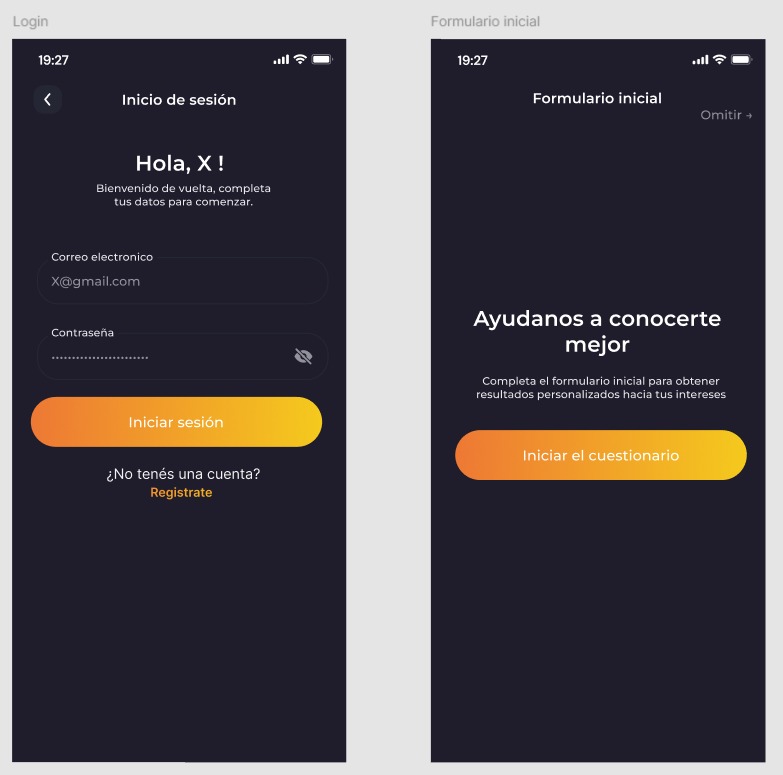 Login
19:27
Inicio de sesión
Hola, X !
Bienvenido de vuelta, completa
tus datos para comenzar.
Correo electronico
X@gmail.com
Contraseña
Iniciar sesión
¿No tenés una cuenta?
Registrate
Formulario inicial
19:27
Formulario inicial
Omitir →
Ayudanos a conocerte
mejor
Completa el formulario inicial para obtener
resultados personalizados hacia tus intereses
Iniciar el cuestionario